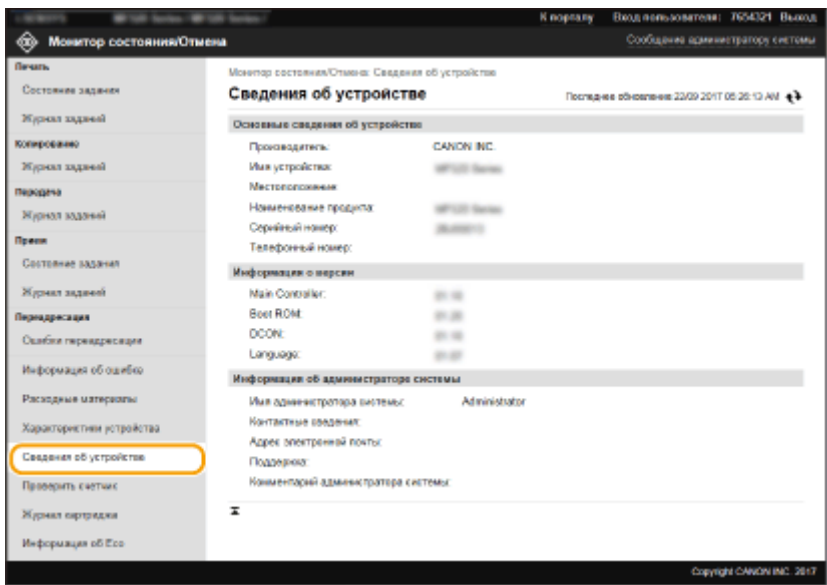 К порталу Вход пользователя: 7654321 Выход
Монитор состояния/Отмена
Сообщение администратору системы
Печать
Состояние задания
Журнал заданий
Копирование
Журнал заданий
Передача
Журнал заданий
Прием
Состояние задания
Журнал заданий
Переадресация
Ошибки переадресации
Информация об ошибке
Расходные материалы
Характеристики устройства
Сведения об устройстве
Проверить счетчик
Журнал картриджа
Информация об Eco
Монитор состояния/Отмена: Сведения об устройстве
Сведения об устройстве
Последнее обновление: 22/09 2017 05:26:13 AM
Основные сведения об устройстве
Производитель: CANON INC.
Имя устройства:
Местоположение:
Наименование продукта:
Серийный номер:
Телефонный номер:
Информация о версии
Main Controller:
Boot ROM:
DCON:
Language:
Информация об администраторе системы
Имя администратора системы: Administrator
Контактные сведения:
Адрес электронной почты:
Поддержка:
Комментарий администратора системы:
Copyright CANON INC. 2017